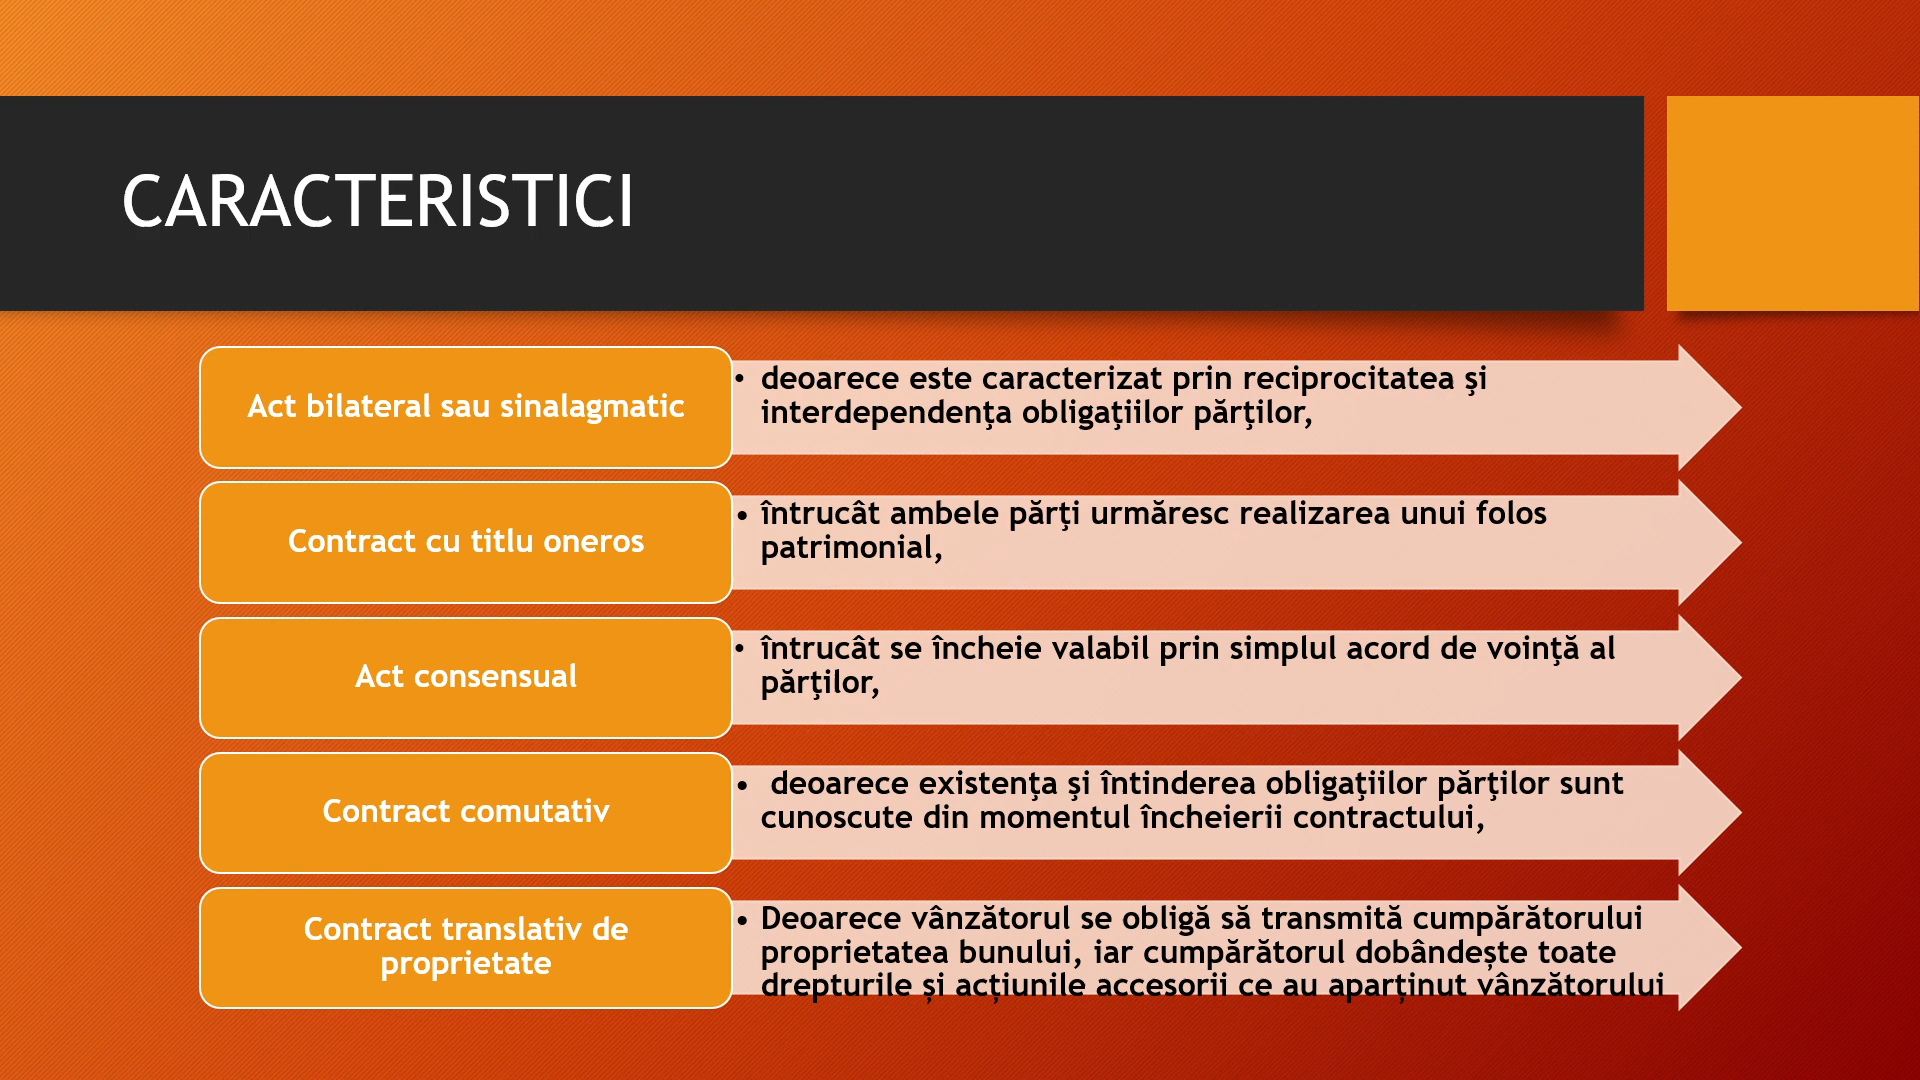 CARACTERISTICI
Act bilateral sau sinalagmatic
• deoarece este caracterizat prin reciprocitatea şi
interdependenţa obligaţiilor părţilor,
Contract cu titlu oneros
• întrucât ambele părţi urmăresc realizarea unui folos
patrimonial,
Act consensual
• întrucât se încheie valabil prin simplul acord de voinţă al
părţilor,
Contract comutativ
• deoarece existenţa şi întinderea obligaţiilor părţilor sunt
cunoscute din momentul încheierii contractului,
Contract translativ de
proprietate
• Deoarece vânzătorul se obligă să transmită cumpărătorului
proprietatea bunului, iar cumpărătorul dobândește toate
drepturile și acțiunile accesorii ce au aparținut vânzătorului